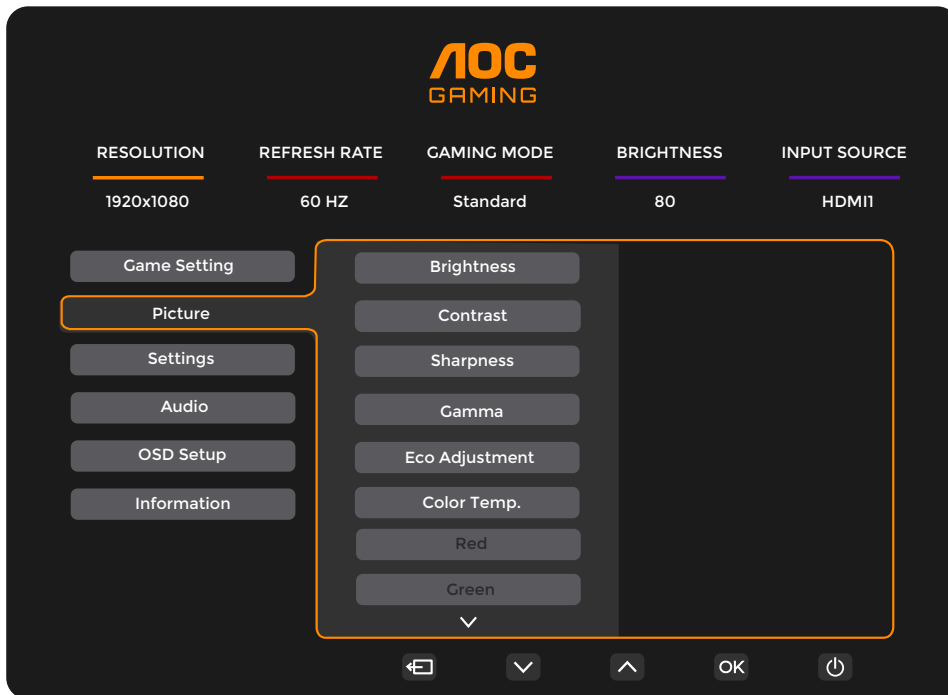 AOC
GAMING
RESOLUTION REFRESH RATE GAMING MODE BRIGHTNESS INPUT SOURCE
1920x1080 60 HZ Standard 80 HDMI1
Game Setting
Picture
Settings
Audio
OSD Setup
Information
Brightness
Contrast
Sharpness
Gamma
Eco Adjustment
Color Temp.
Red
Green
OK